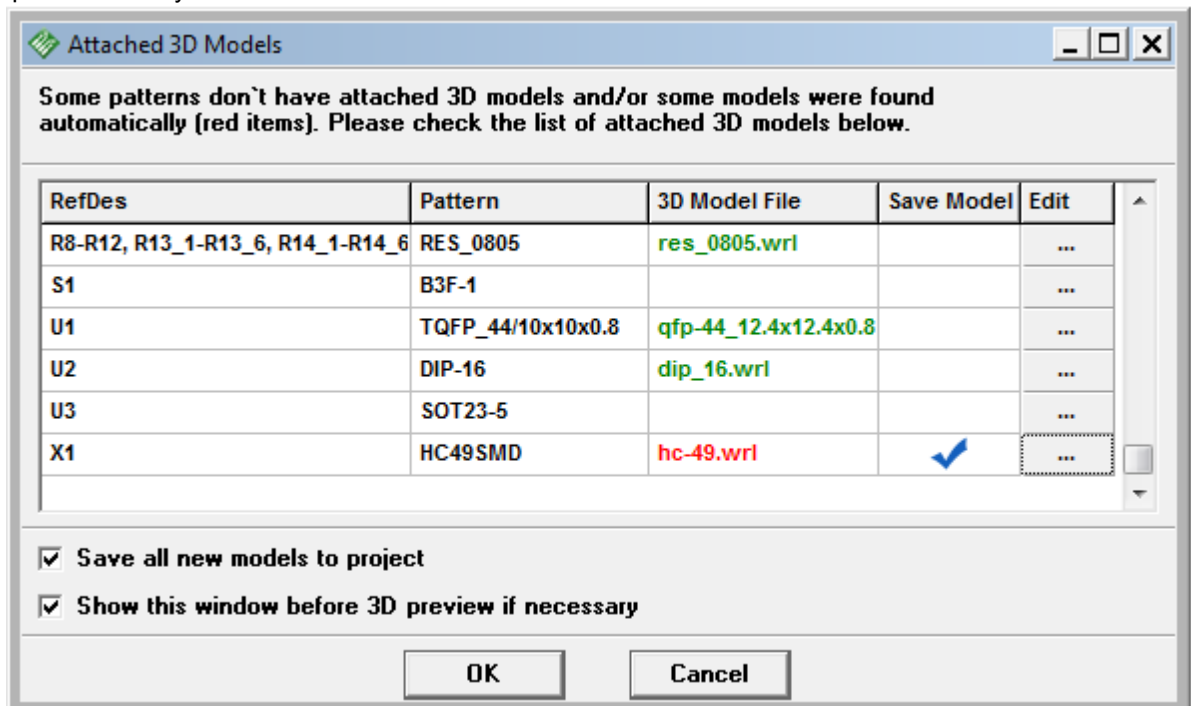 Attached 3D Models
Some patterns don`t have attached 3D models and/or some models were found
automatically (red items). Please check the list of attached 3D models below.
RefDes Pattern 3D Model File Save Model Edit
R8-R12, R13_1-R13_6, R14_1-R14_6 RES_0805 res_0805.wrl ...
S1 B3F-1 ...
U1 TQFP_44/10x10x0.8 qfp-44_12.4x12.4x0.8 ...
U2 DIP-16 dip_16.wrl ...
U3 SOT23-5 ...
X1 HC49SMD hc-49.wrl ...
Save all new models to project
Show this window before 3D preview if necessary
OK Cancel